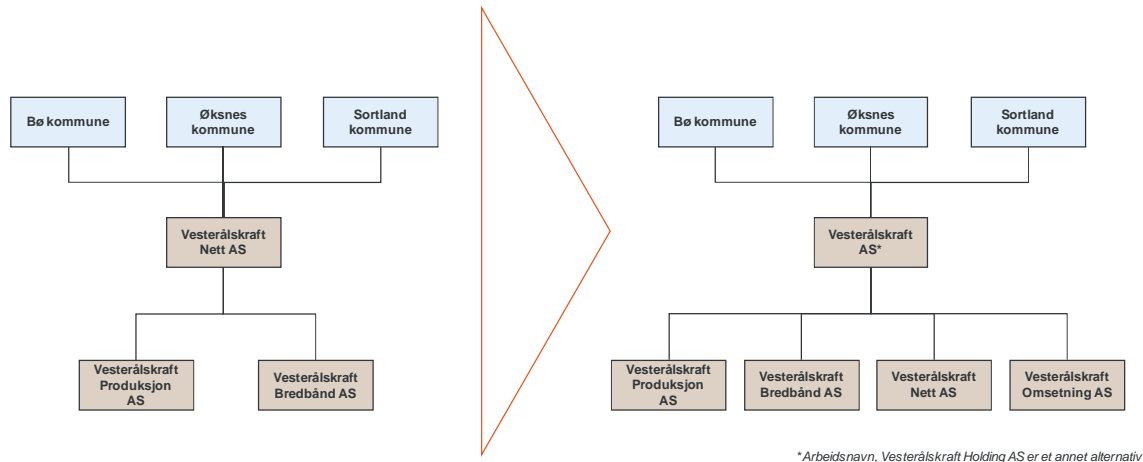 Bø kommune
Øksnes
kommune
Sortland
kommune
Vesterålskraft
Nett AS
Vesterålskraft
Produksjon
AS
Vesterålskraft
Bredbånd AS
Bø kommune
Øksnes
kommune
Sortland
kommune
Vesterålskraft
AS*
Vesterålskraft
Produksjon
AS
Vesterålskraft
Bredbånd AS
Vesterålskraft
Nett AS
Vesterålskraft
Omsetning AS
*Arbeidsnavn, Vesterålskraft Holding AS er et annet alternativ